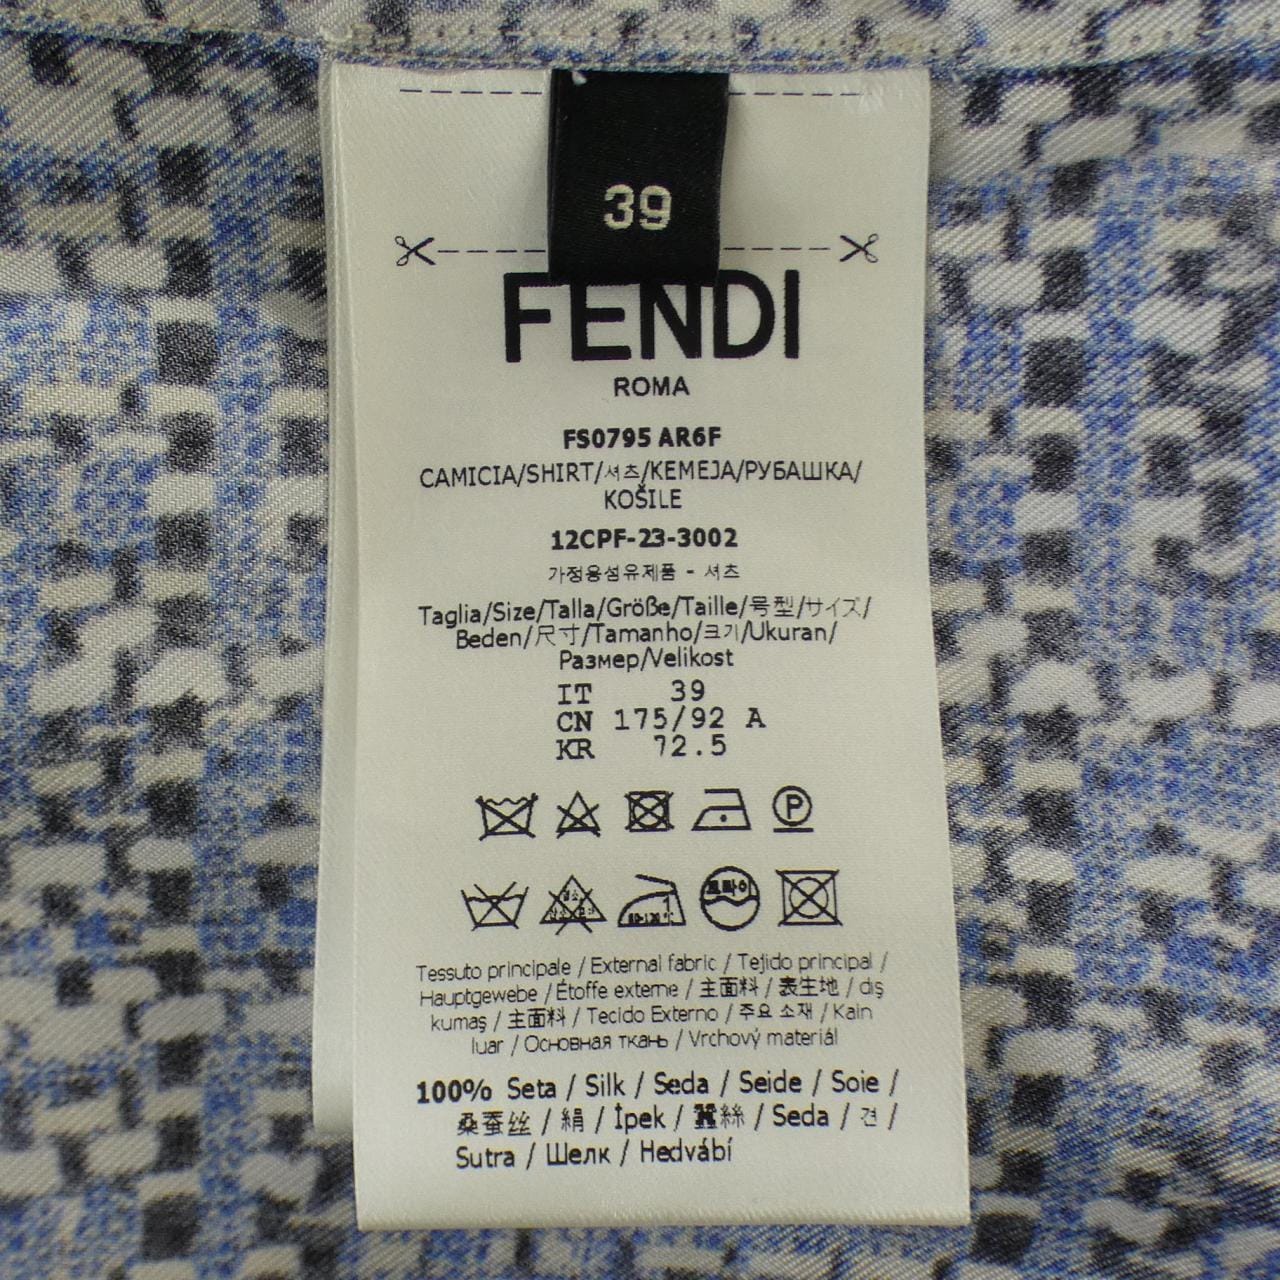 39
FENDI
ROMA
FS0795 AR6F
CAMICIA/SHIRT/셔츠/KEMEJA/РУБАШКА/
KOŠILE
12CPF-23-3002
가정용섬유제품 - 셔츠
Taglia/Size/Talla/Größe/Taille/号型/サイズ/
Beden/尺寸/Tamanho/크기/Ukuran/
Размер/Velikost
IT 39
CN 175/92 A
KR 72.5
P
드라이
Tessuto principale / External fabric / Tejido principal /
Hauptgewebe / Étoffe externe / 主面料 / 表生地 / dış
kumaş / 主面料 / Tecido Externo / 주요 소재 / Kain
luar / Основная ткань / Vrchový materiál
100% Seta / Silk / Seda / Seide / Soie /
桑蚕丝 / 絹 / İpek / 絲 / Seda / 견 /
Sutra / Шелк / Hedvábí